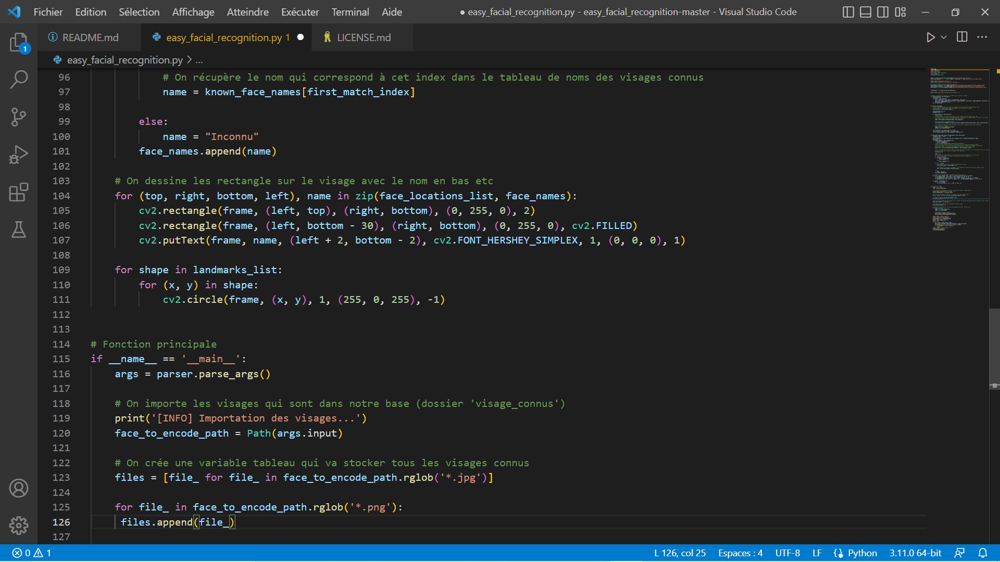 Fichier Edition Sélection Affichage Atteindre Exécuter Terminal Aide ● easy_facial_recognition.py - easy_facial_recognition-master - Visual Studio Code
README.md easy_facial_recognition.py 1 LICENSE.md
1
easy_facial_recognition.py > ...
96 # On récupère le nom qui correspond à cet index dans le tableau de noms des visages connus
97 name = known_face_names[first_match_index]
98
99 else:
100 name = "Inconnu"
101 face_names.append(name)
102
103 # On dessine les rectangle sur le visage avec le nom en bas etc
104 for (top, right, bottom, left), name in zip(face_locations_list, face_names):
105 cv2.rectangle(frame, (left, top), (right, bottom), (0, 255, 0), 2)
106 cv2.rectangle(frame, (left, bottom - 30), (right, bottom), (0, 255, 0), cv2.FILLED)
107 cv2.putText(frame, name, (left + 2, bottom - 2), cv2.FONT_HERSHEY_SIMPLEX, 1, (0, 0, 0), 1)
108
109 for shape in landmarks_list:
110 for (x, y) in shape:
111 cv2.circle(frame, (x, y), 1, (255, 0, 255), -1)
112
113
114 # Fonction principale
115 if __name__ == '__main__':
116 args = parser.parse_args()
117
118 # On importe les visages qui sont dans notre base (dossier 'visage_connus')
119 print('[INFO] Importation des visages...')
120 face_to_encode_path = Path(args.input)
121
122 # On crée une variable tableau qui va stocker tous les visages connus
123 files = [file_ for file_ in face_to_encode_path.rglob('*.jpg')]
124
125 for file_ in face_to_encode_path.rglob('*.png'):
126 files.append(file_)
127
0 1 L 126, col 25 Espaces : 4 UTF-8 LF {} Python 3.11.0 64-bit